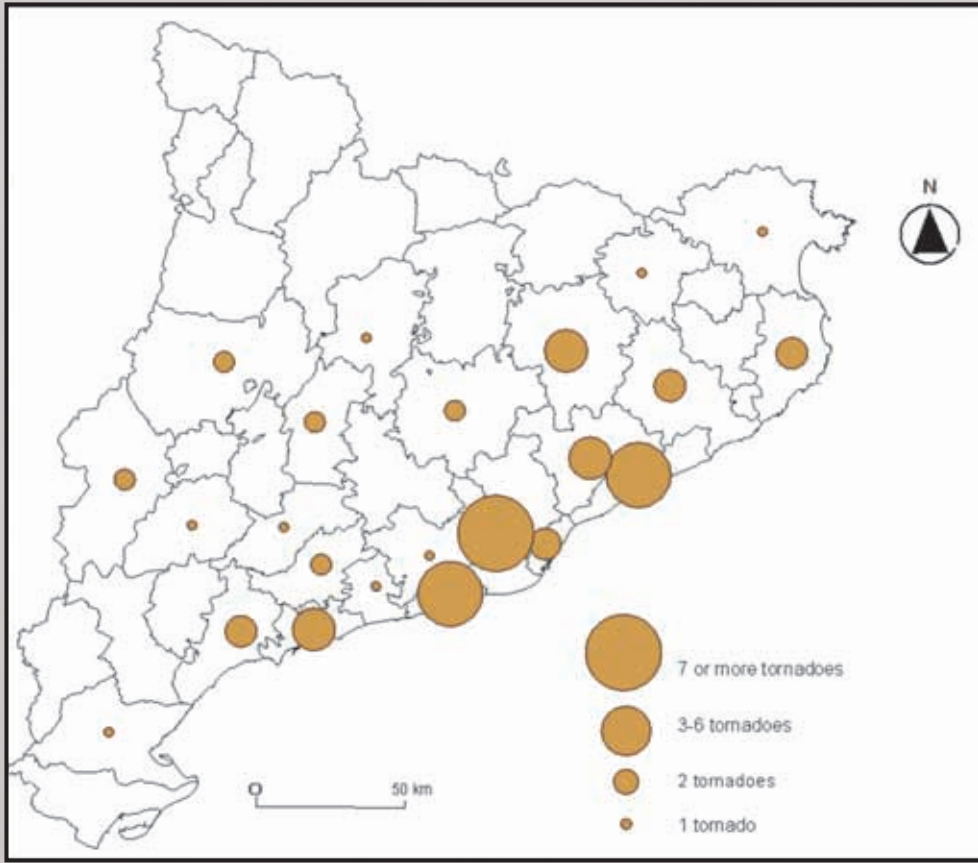 N
7 or more tornadoes
3-6 tornadoes
2 tornadoes
1 tornado
0 50 km